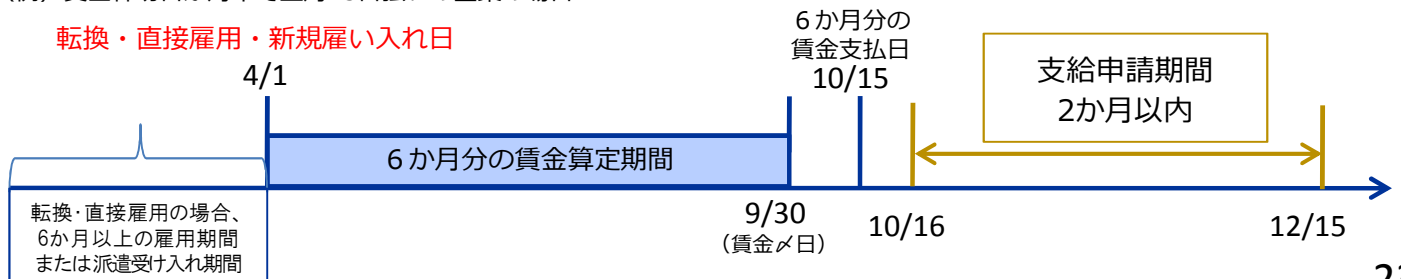 転換・直接雇用・新規雇い入れ日
4/1
6か月分の
賃金支払日
10/15
支給申請期間
2か月以内
6か月分の賃金算定期間
転換・直接雇用の場合、
6か月以上の雇用期間
または派遣受け入れ期間
9/30
(賃金〆日)
10/16
12/15